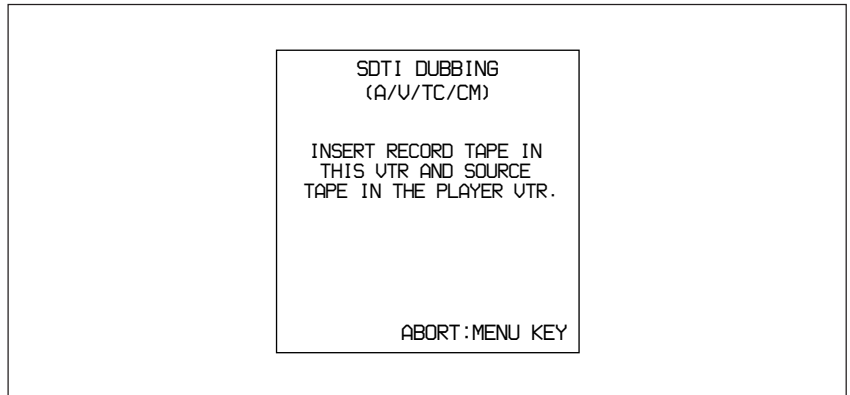 SDTI DUBBING
(A/V/TC/CM)
INSERT RECORD TAPE IN
THIS VTR AND SOURCE
TAPE IN THE PLAYER VTR.
ABORT:MENU KEY